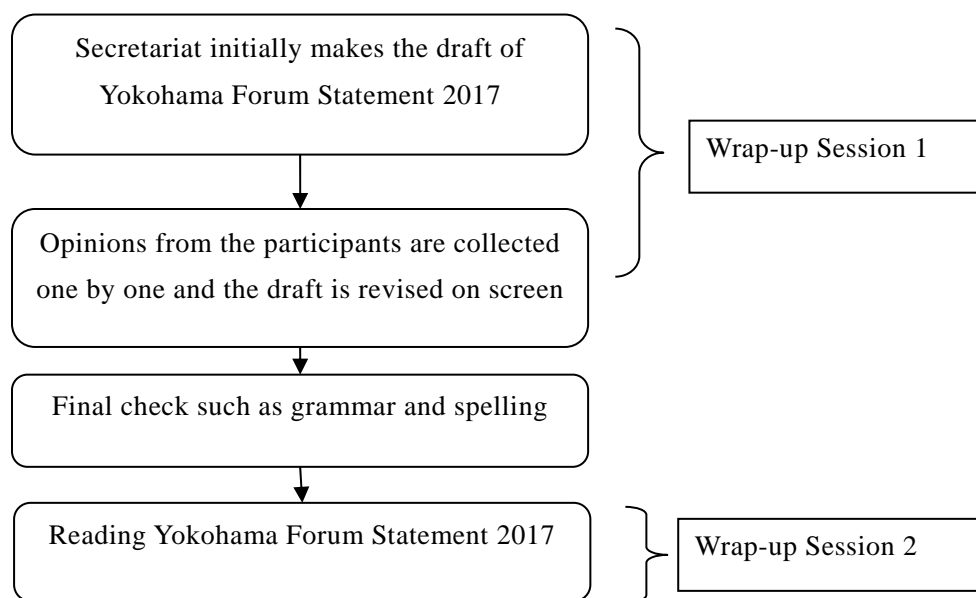 Secretariat initially makes the draft of
Yokohama Forum Statement 2017
Wrap-up Session 1
Opinions from the participants are collected
one by one and the draft is revised on screen
Final check such as grammar and spelling
Reading Yokohama Forum Statement 2017
Wrap-up Session 2